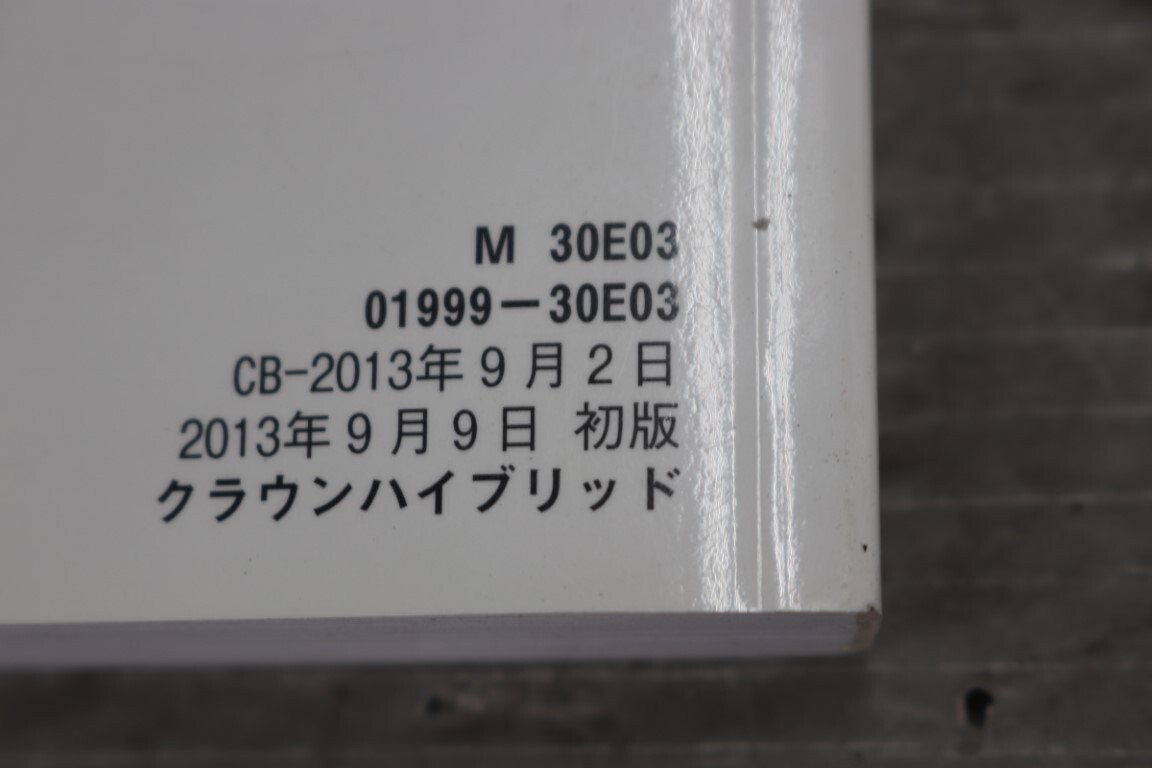 M 30E03
01999-30E03
CB-2013年9月2日
2013年9月9日 初版
クラウンハイブリッド